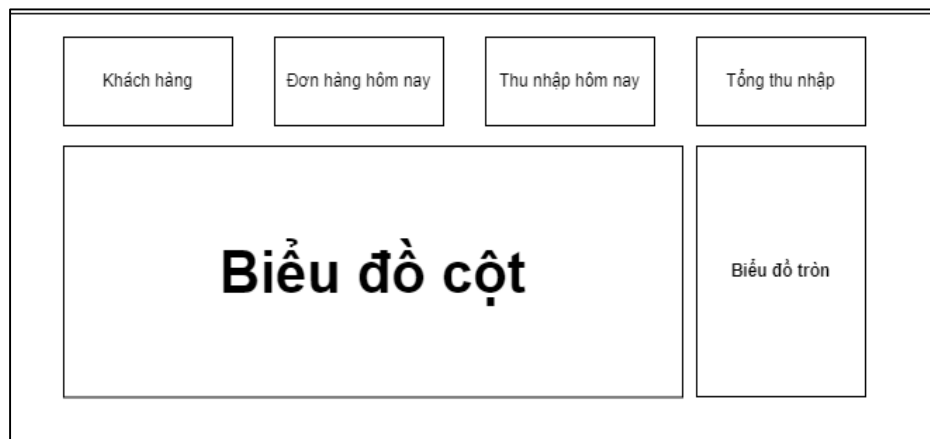 Khách hàng
Đơn hàng hôm nay
Thu nhập hôm nay
Tổng thu nhập
Biểu đồ cột
Biểu đồ tròn